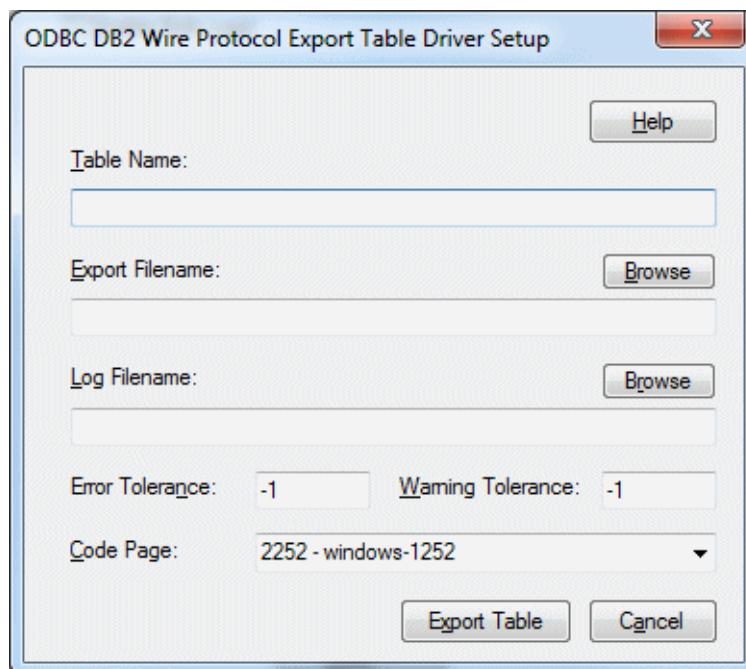 ODBC DB2 Wire Protocol Export Table Driver Setup
Help
Table Name:
Export Filename:
Browse
Log Filename:
Browse
Error Tolerance: -1 Warning Tolerance: -1
Code Page: 2252 - windows-1252
Export Table Cancel